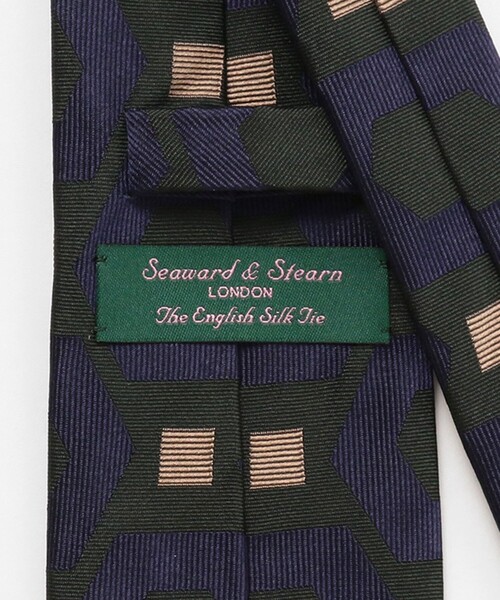 Seaward & Stearn
LONDON
The English Silk Tie